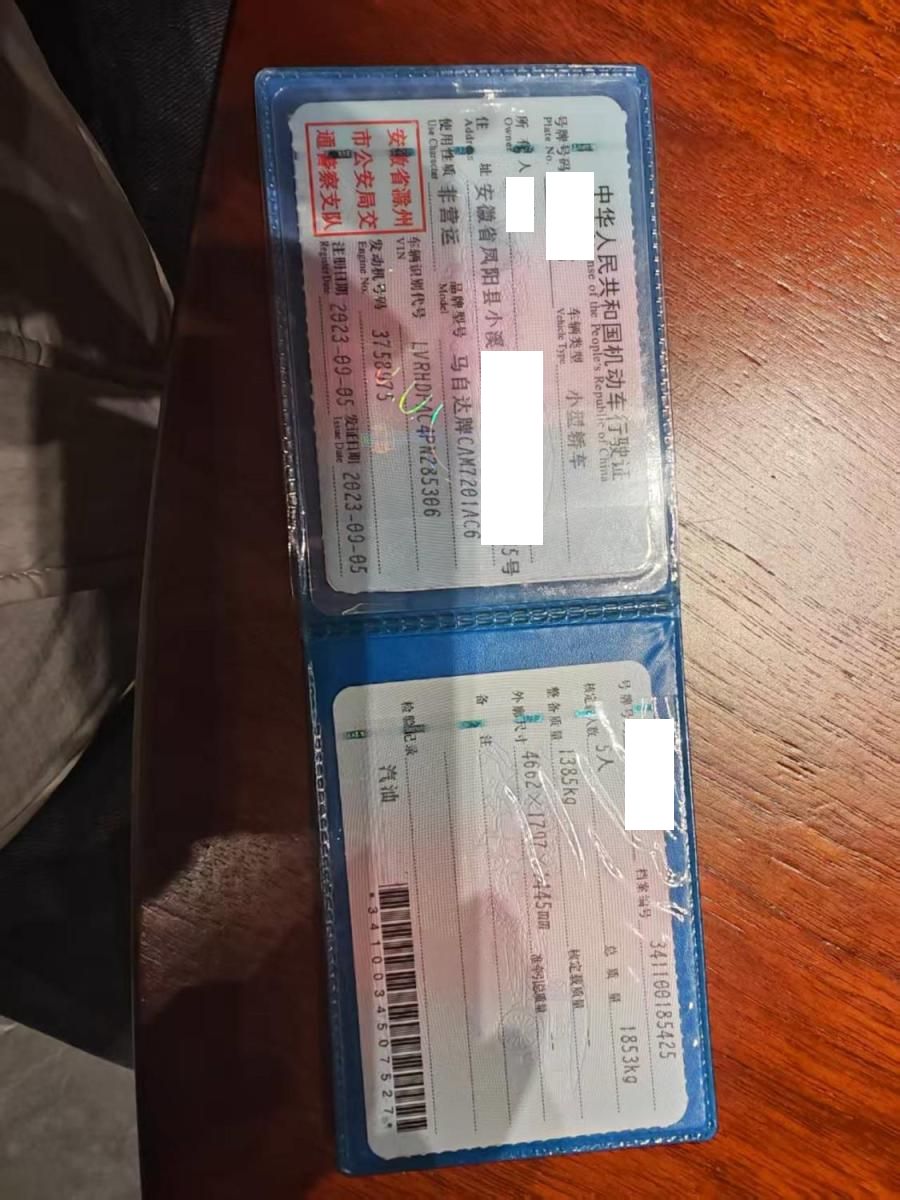 中华人民共和国机动车行驶证
nse of the People's Republic of China
号牌号码 车辆类型 小型轿车
Plate No. Vehicle Type
所 人
Owner
住 址 安徽省凤阳县小溪 5号
Address
使用性质 非营运 品牌型号 马自达牌CAM7201AC6
Use Character Model
安徽省滁州
市公安局交
通警察支队
车辆识别代号
VIN
发动机号码
Engine No.
注册日期 2023-09-05 发证日期 2023-09-05
Register Date Issue Date
号牌号 档案编号 341100185425
核定载人数 5人 总质量 1853kg
整备质量 1385kg 核定载质量 --
外廓尺寸 4662×1797×1445mm 准牵引总质量 --
备 注
检验记录
汽油
*3410034507527*